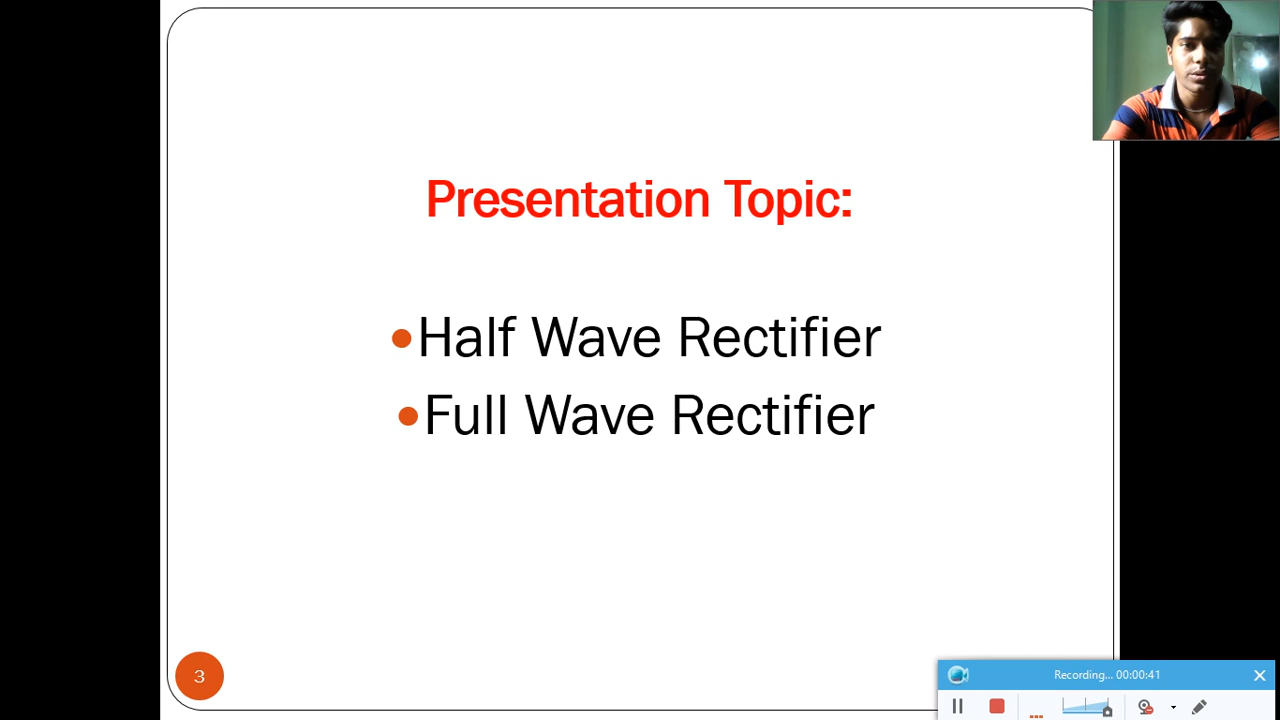 Presentation Topic:
•Half Wave Rectifier
•Full Wave Rectifier
3
Recording... 00:00:41